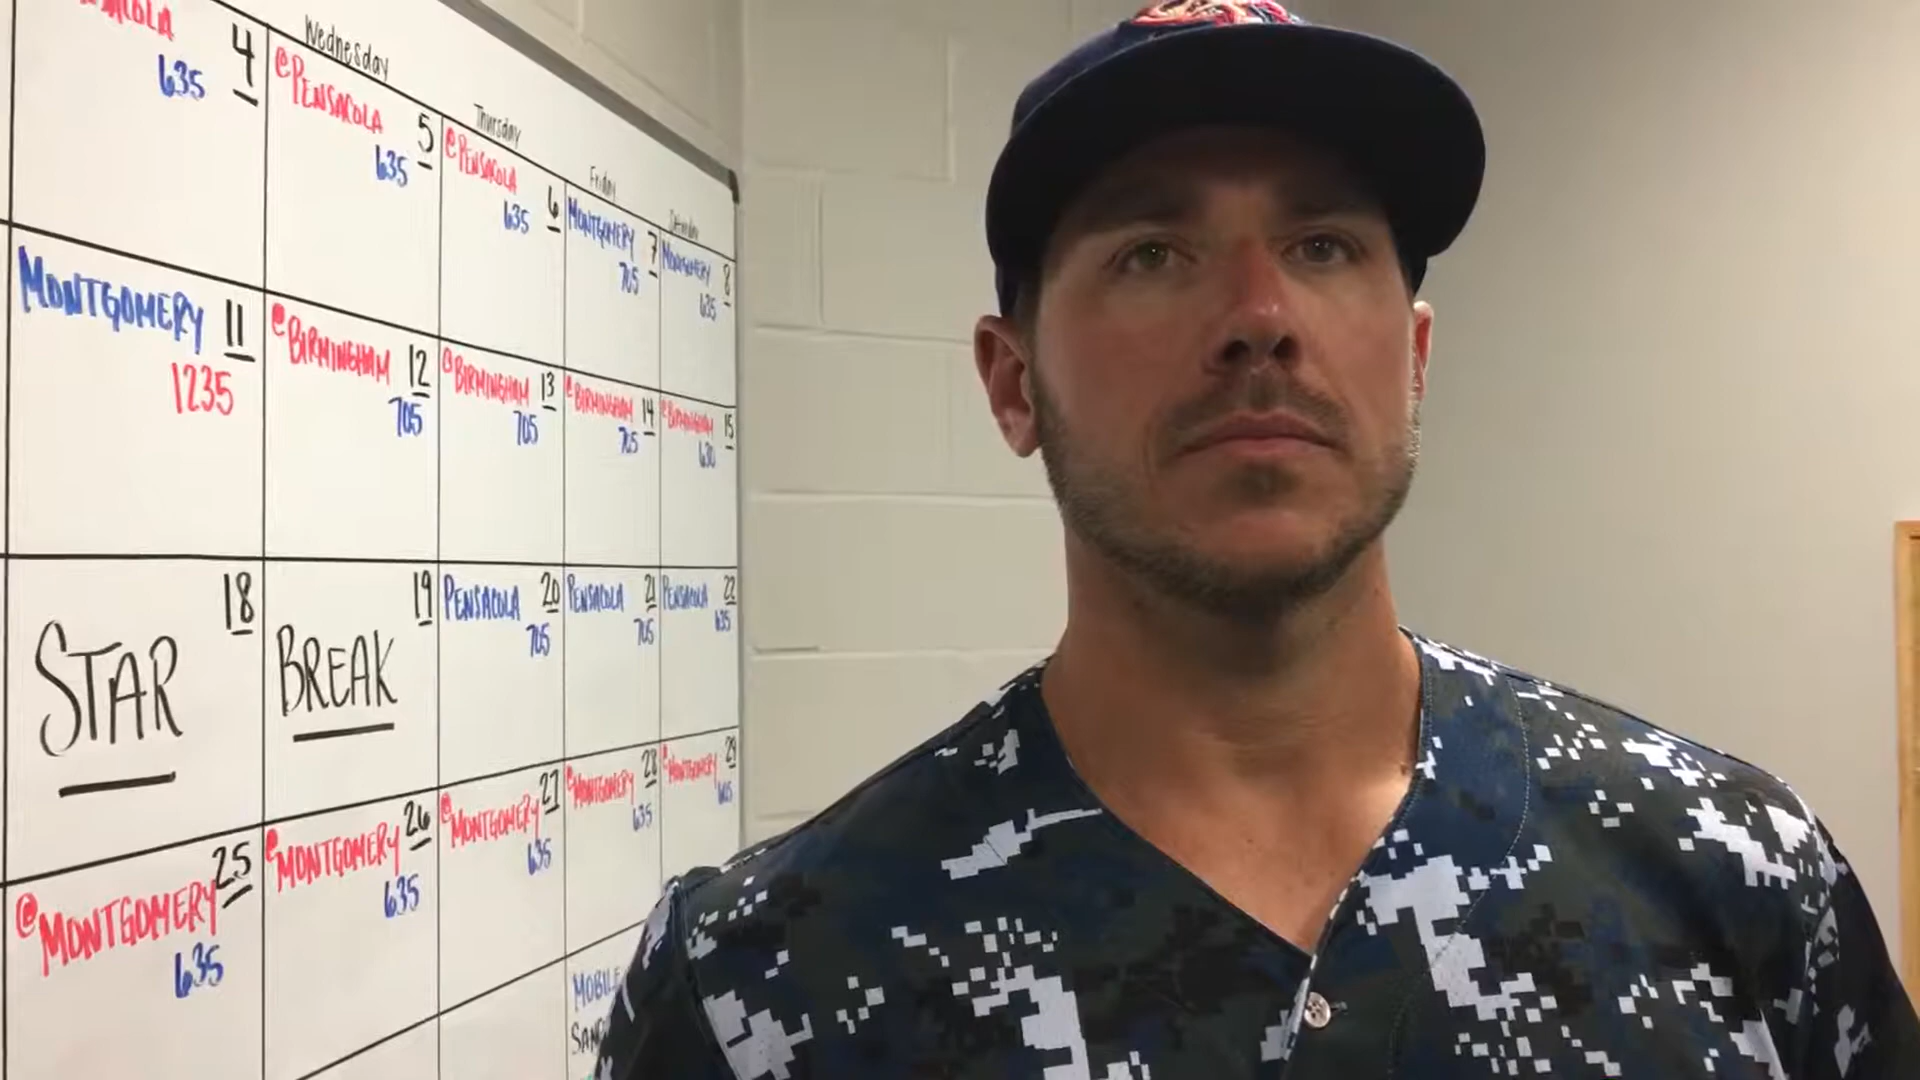 Wednesday
Thursday
Friday
4
635
@PENSACOLA 5
635
@PENSACOLA 6
635
MONTGOMERY 7
705
MONTGOMERY 8
635
MONTGOMERY 11
1235
@BIRMINGHAM 12
705
@BIRMINGHAM 13
705
@BIRMINGHAM 14
705
@BIRMINGHAM 15
630
18
STAR
19
BREAK
PENSACOLA 20
705
PENSACOLA 21
705
PENSACOLA 22
635
@MONTGOMERY 25
635
@MONTGOMERY 26
635
@MONTGOMERY 27
635
@MONTGOMERY 28
635
@MONTGOMERY 29
605
MOBILE